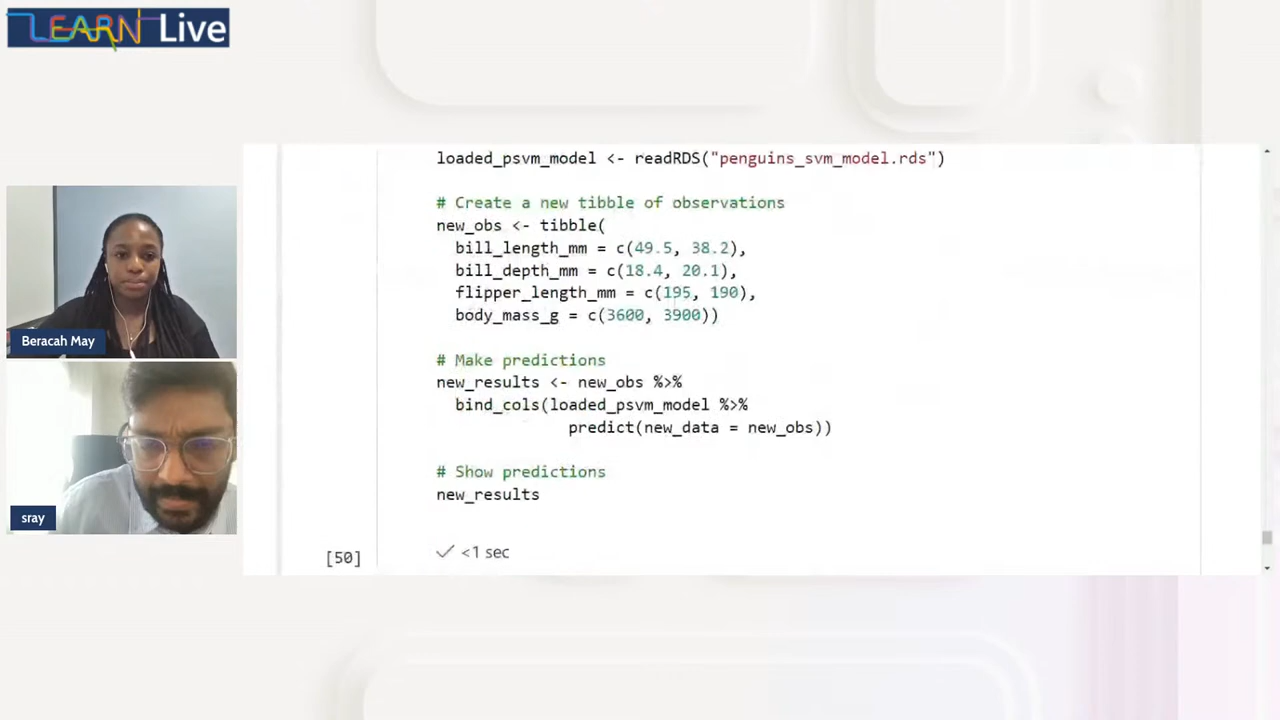 LEARN Live
loaded_psvm_model <- readRDS("penguins_svm_model.rds")
# Create a new tibble of observations
new_obs <- tibble(
bill_length_mm = c(49.5, 38.2),
bill_depth_mm = c(18.4, 20.1),
flipper_length_mm = c(195, 190),
body_mass_g = c(3600, 3900))
# Make predictions
new_results <- new_obs %>%
bind_cols(loaded_psvm_model %>%
predict(new_data = new_obs))
# Show predictions
new_results
[50]
<1 sec
Beracah May
sray